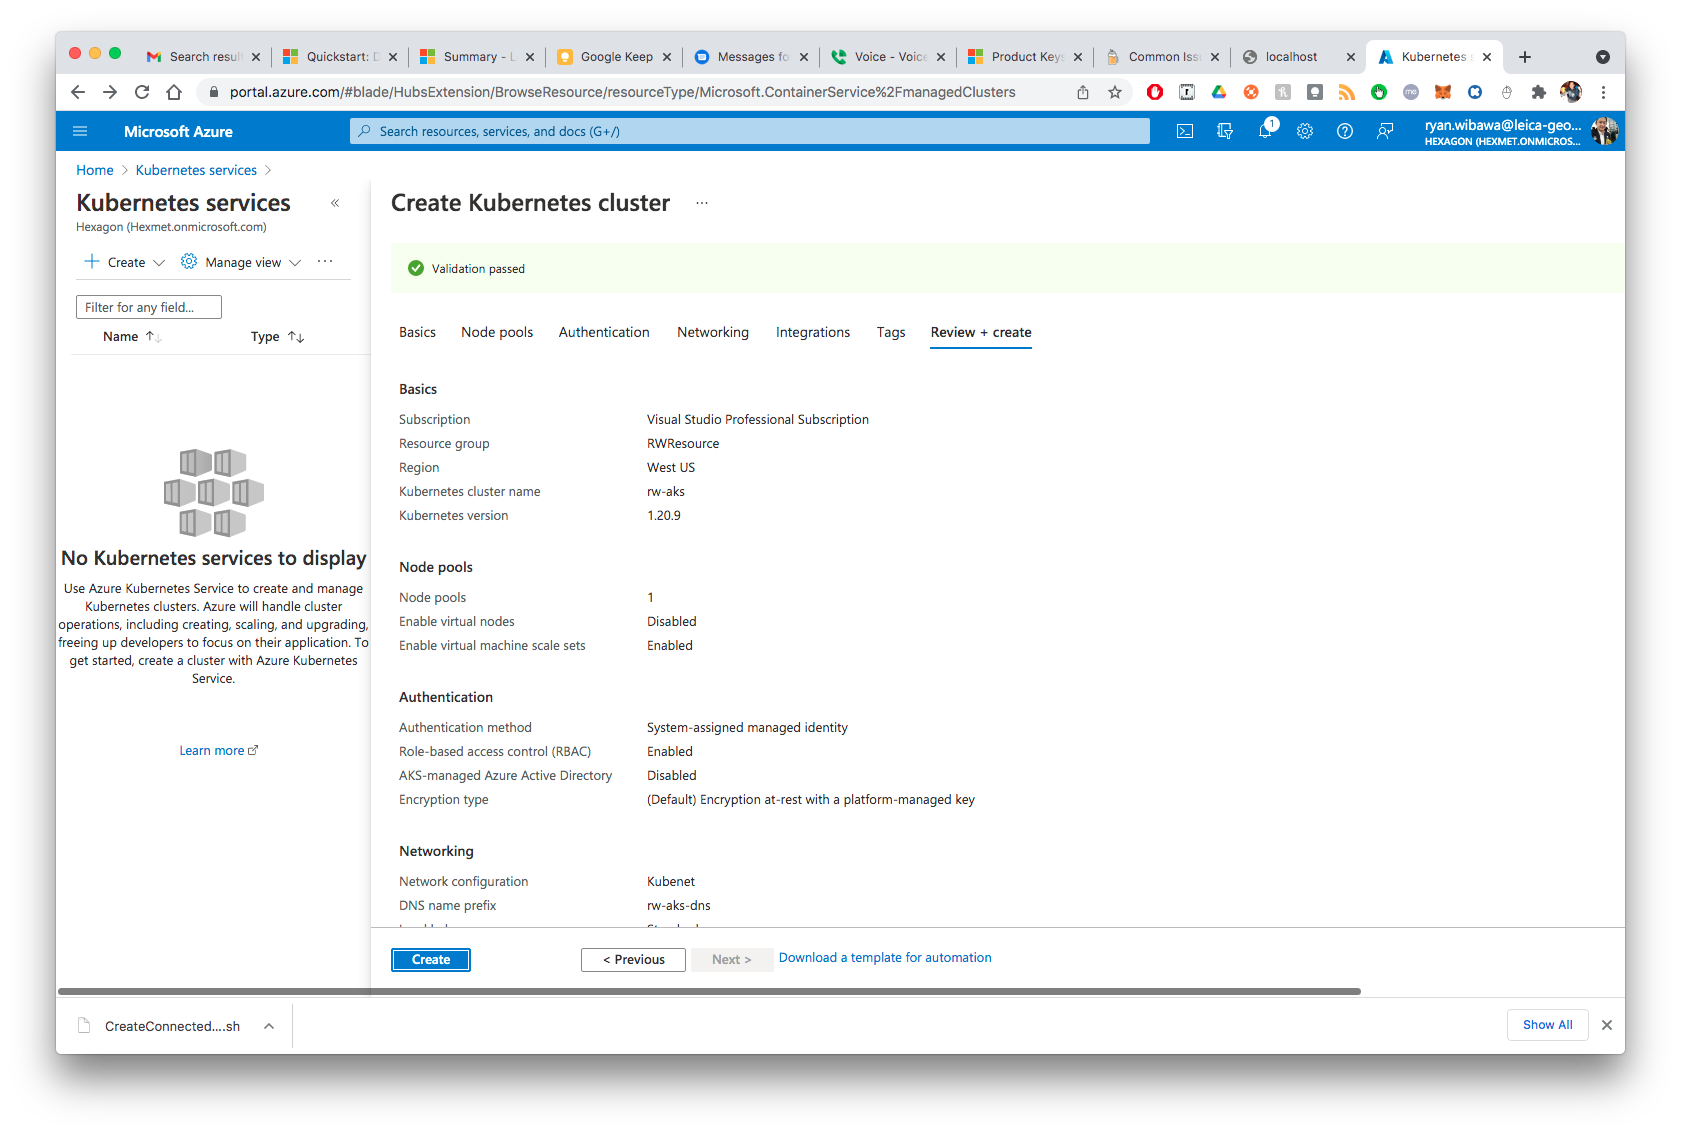 Search resul
Quickstart: D
Summary - L
Google Keep
Messages fo
Voice - Voice
Product Keys
Common Iss
localhost
Kubernetes s
portal.azure.com/#blade/HubsExtension/BrowseResource/resourceType/Microsoft.ContainerService%2FmanagedClusters
Microsoft Azure
Search resources, services, and docs (G+/)
1
ryan.wibawa@leica-geo...
HEXAGON (HEXMET.ONMICROS...
Home > Kubernetes services >
Kubernetes services «
Hexagon (Hexmet.onmicrosoft.com)
+ Create Manage view ...
Filter for any field...
Name ↑↓ Type ↑↓
No Kubernetes services to display
Use Azure Kubernetes Service to create and manage
Kubernetes clusters. Azure will handle cluster
operations, including creating, scaling, and upgrading,
freeing up developers to focus on their application. To
get started, create a cluster with Azure Kubernetes
Service.
Learn more
Create Kubernetes cluster ...
Validation passed
Basics Node pools Authentication Networking Integrations Tags Review + create
Basics
Subscription Visual Studio Professional Subscription
Resource group RWResource
Region West US
Kubernetes cluster name rw-aks
Kubernetes version 1.20.9
Node pools
Node pools 1
Enable virtual nodes Disabled
Enable virtual machine scale sets Enabled
Authentication
Authentication method System-assigned managed identity
Role-based access control (RBAC) Enabled
AKS-managed Azure Active Directory Disabled
Encryption type (Default) Encryption at-rest with a platform-managed key
Networking
Network configuration Kubenet
DNS name prefix rw-aks-dns
Create < Previous Next > Download a template for automation
CreateConnected....sh
Show All